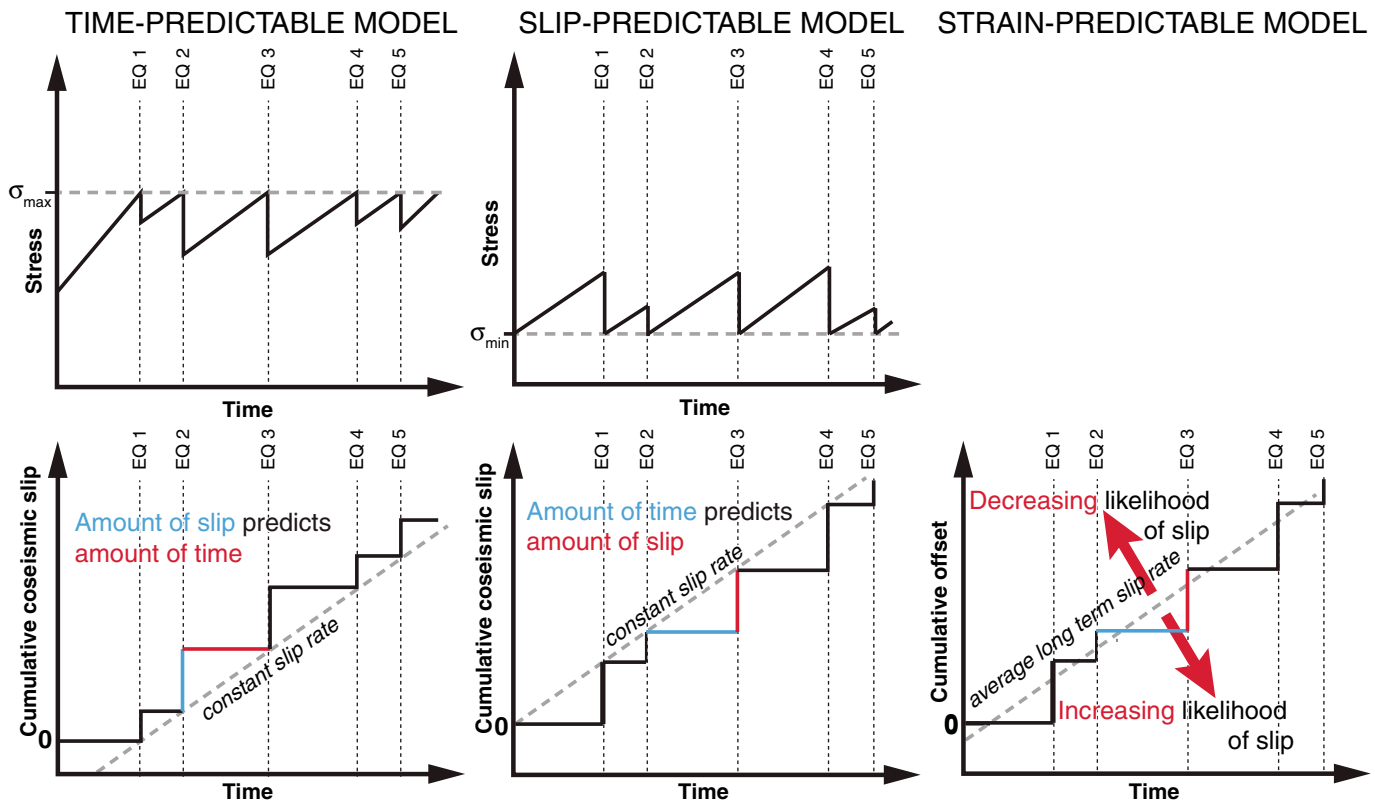 TIME-PREDICTABLE MODEL
EQ 1
EQ 2
EQ 3
EQ 4
EQ 5
σmax
Stress
Time
SLIP-PREDICTABLE MODEL
EQ 1
EQ 2
EQ 3
EQ 4
EQ 5
Stress
σmin
Time
STRAIN-PREDICTABLE MODEL
EQ 1
EQ 2
EQ 3
EQ 4
EQ 5
Cumulative coseismic slip
Amount of slip predicts
amount of time
constant slip rate
0
Time
EQ 1
EQ 2
EQ 3
EQ 4
EQ 5
Cumulative coseismic slip
Amount of time predicts
amount of slip
constant slip rate
0
Time
EQ 1
EQ 2
EQ 3
EQ 4
EQ 5
Cumulative offset
Decreasing likelihood
of slip
average long term slip rate
Increasing likelihood
of slip
0
Time